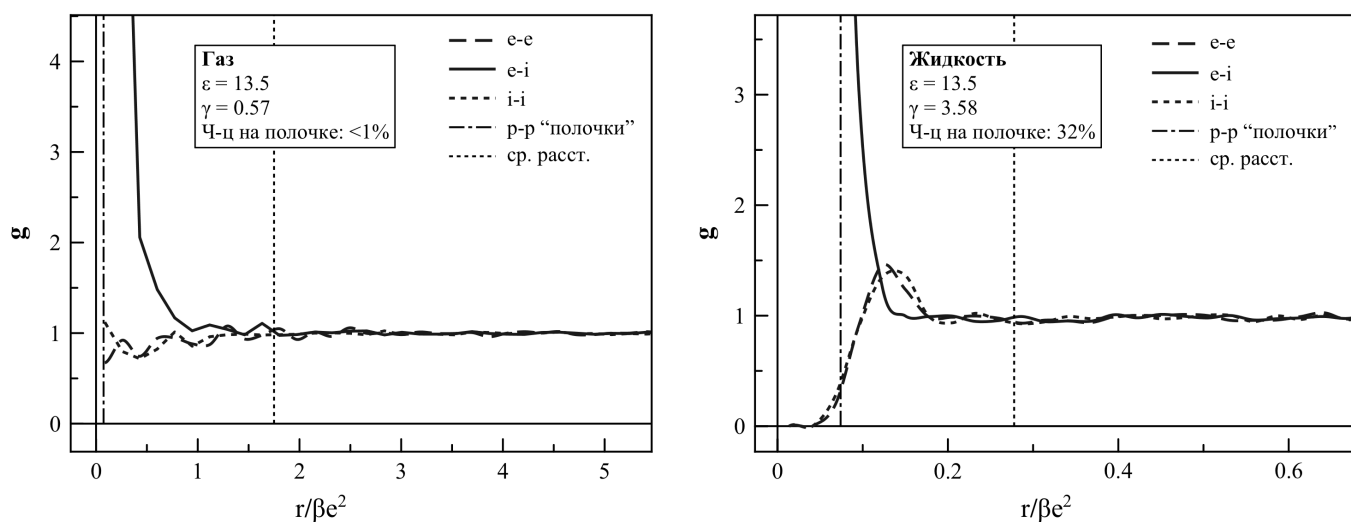 4
3
2
1
0
g
Газ
ε = 13.5
γ = 0.57
Ч-ц на полочке: <1%
e-e
e-i
i-i
р-р “полочки”
ср. расст.
0
1
2
3
4
5
r/βe²
3
2
1
0
g
Жидкость
ε = 13.5
γ = 3.58
Ч-ц на полочке: 32%
e-e
e-i
i-i
р-р “полочки”
ср. расст.
0
0.2
0.4
0.6
r/βe²